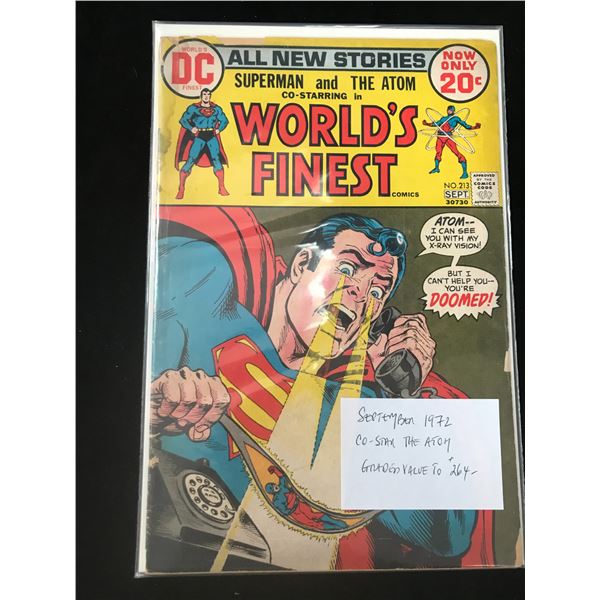 WORLD'S
DC
FINEST
ALL NEW STORIES
SUPERMAN and THE ATOM
CO-STARRING in
WORLD'S
FINEST
COMICS
NOW
ONLY
20¢
NO. 213
SEPT.
30730
APPROVED
BY THE
COMICS
CODE
AUTHORITY
ATOM--
I CAN SEE
YOU WITH MY
X-RAY VISION!
BUT I
CAN'T HELP YOU--
YOU'RE
DOOMED!
SEPTEMBER 1972
CO-STAR THE ATOM
GRADED VALUE TO $264-